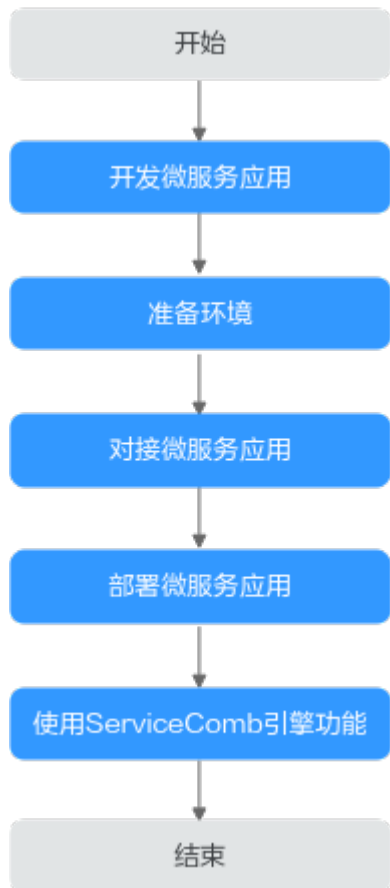 开始
开发微服务应用
准备环境
对接微服务应用
部署微服务应用
使用ServiceComb引擎功能
结束